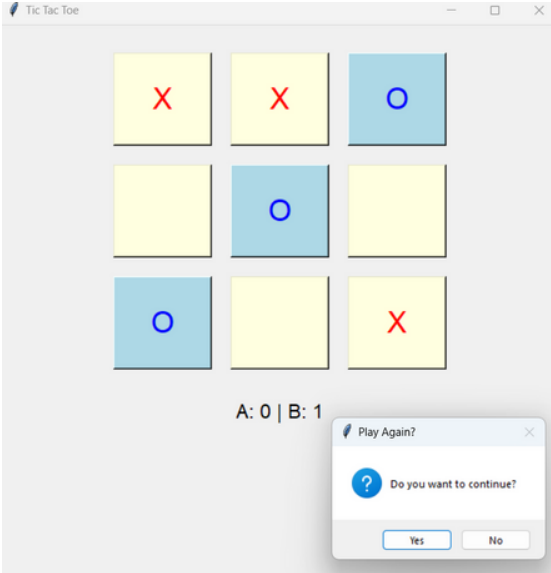 Tic Tac Toe
X X O
O
O X
A: 0 | B: 1
Play Again?
Do you want to continue?
Yes No